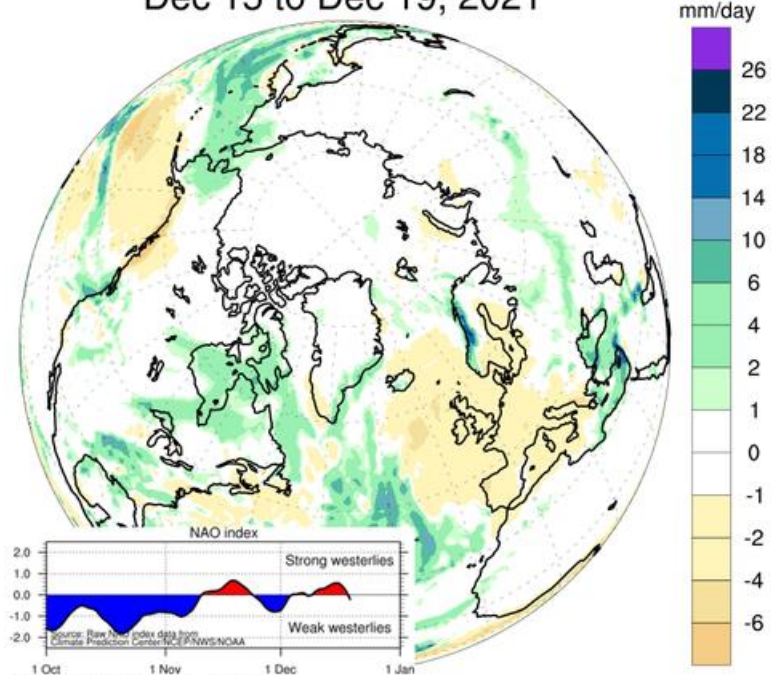 Dec 15 to Dec 19, 2021
mm/day
26
22
18
14
10
6
4
2
1
0
-1
-2
-4
-6
NAO index
2.0
1.0
0.0
-1.0
-2.0
Strong westerlies
Weak westerlies
Source: Raw NAO index data from
Climate Prediction Center/NCEP/NWS/NOAA
1 Oct 1 Nov 1 Dec 1 Jan